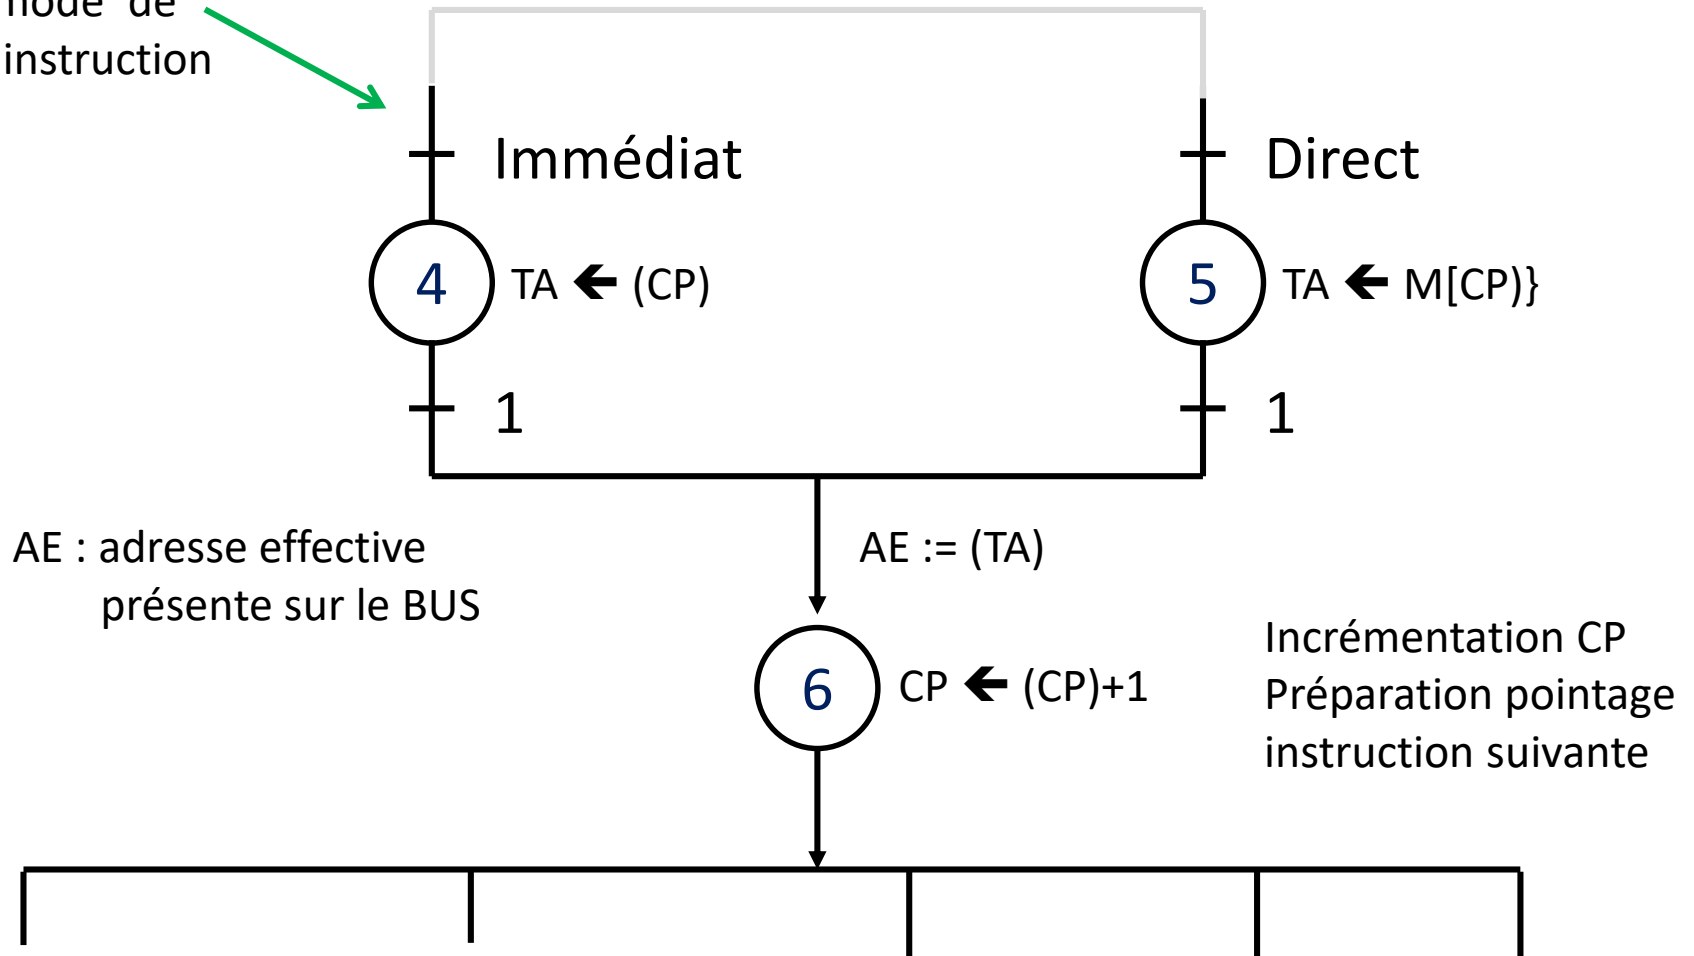 de
instruction
Immédiat
Direct
4 TA 🡸 (CP)
5 TA 🡸 M[CP)}
1
1
AE : adresse effective
présente sur le BUS
AE := (TA)
6 CP 🡸 (CP)+1
Incrémentation CP
Préparation pointage
instruction suivante